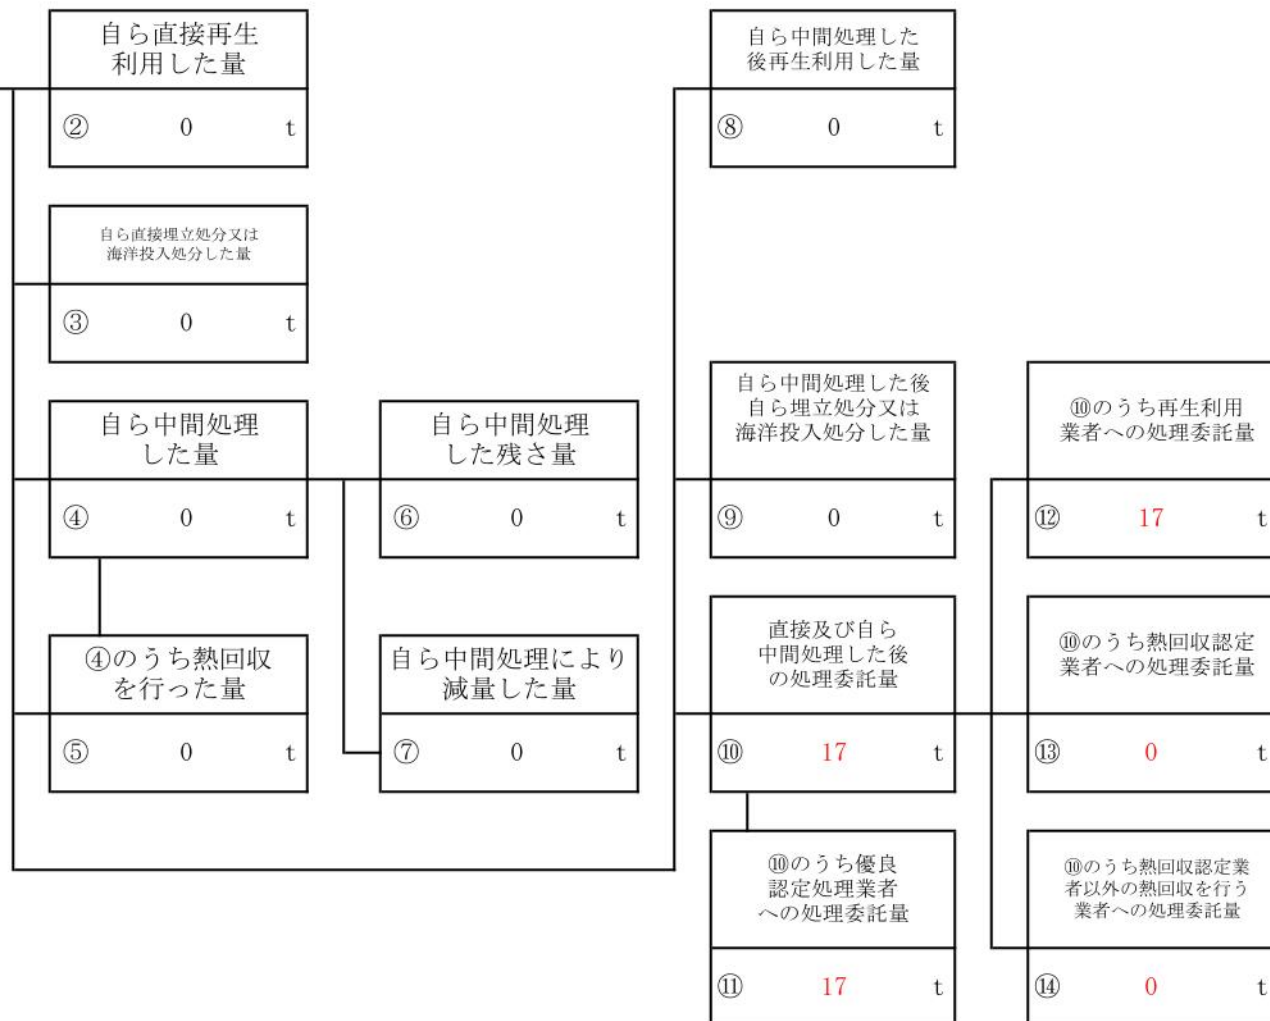 自ら直接再生
利用した量
② 0 t
自ら直接埋立処分又は
海洋投入処分した量
③ 0 t
自ら中間処理
した量
④ 0 t
④のうち熱回収
を行った量
⑤ 0 t
自ら中間処理
した残さ量
⑥ 0 t
自ら中間処理により
減量した量
⑦ 0 t
自ら中間処理した
後再生利用した量
⑧ 0 t
自ら中間処理した後
自ら埋立処分又は
海洋投入処分した量
⑨ 0 t
直接及び自ら
中間処理した後
の処理委託量
⑩ 17 t
⑩のうち優良
認定処理業者
への処理委託量
⑪ 17 t
⑩のうち再生利用
業者への処理委託量
⑫ 17 t
⑩のうち熱回収認定
業者への処理委託量
⑬ 0 t
⑩のうち熱回収認定業
者以外の熱回収を行う
業者への処理委託量
⑭ 0 t